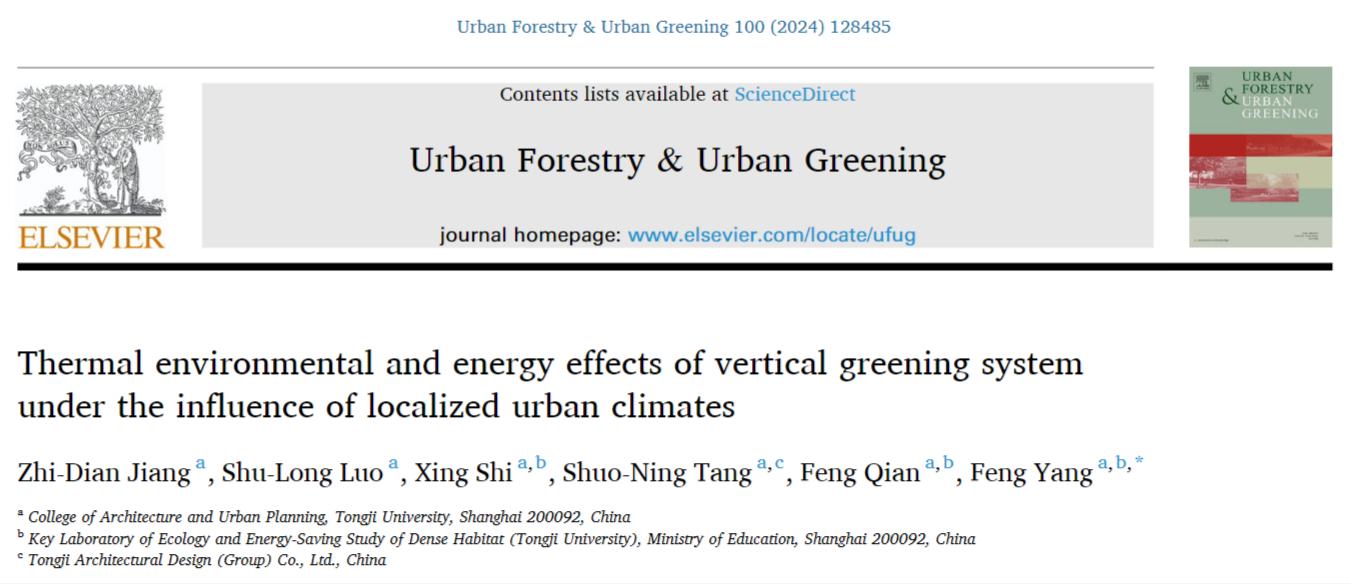 Urban Forestry & Urban Greening 100 (2024) 128485
Contents lists available at ScienceDirect
Urban Forestry & Urban Greening
journal homepage: www.elsevier.com/locate/ufug
NON SOLUS
ELSEVIER
URBAN
& FORESTRY
URBAN
GREENING
Thermal environmental and energy effects of vertical greening system
under the influence of localized urban climates
Zhi-Dian Jiang a, Shu-Long Luo a, Xing Shi a,b, Shuo-Ning Tang a,c, Feng Qian a,b, Feng Yang a,b,*
a College of Architecture and Urban Planning, Tongji University, Shanghai 200092, China
b Key Laboratory of Ecology and Energy-Saving Study of Dense Habitat (Tongji University), Ministry of Education, Shanghai 200092, China
c Tongji Architectural Design (Group) Co., Ltd., China